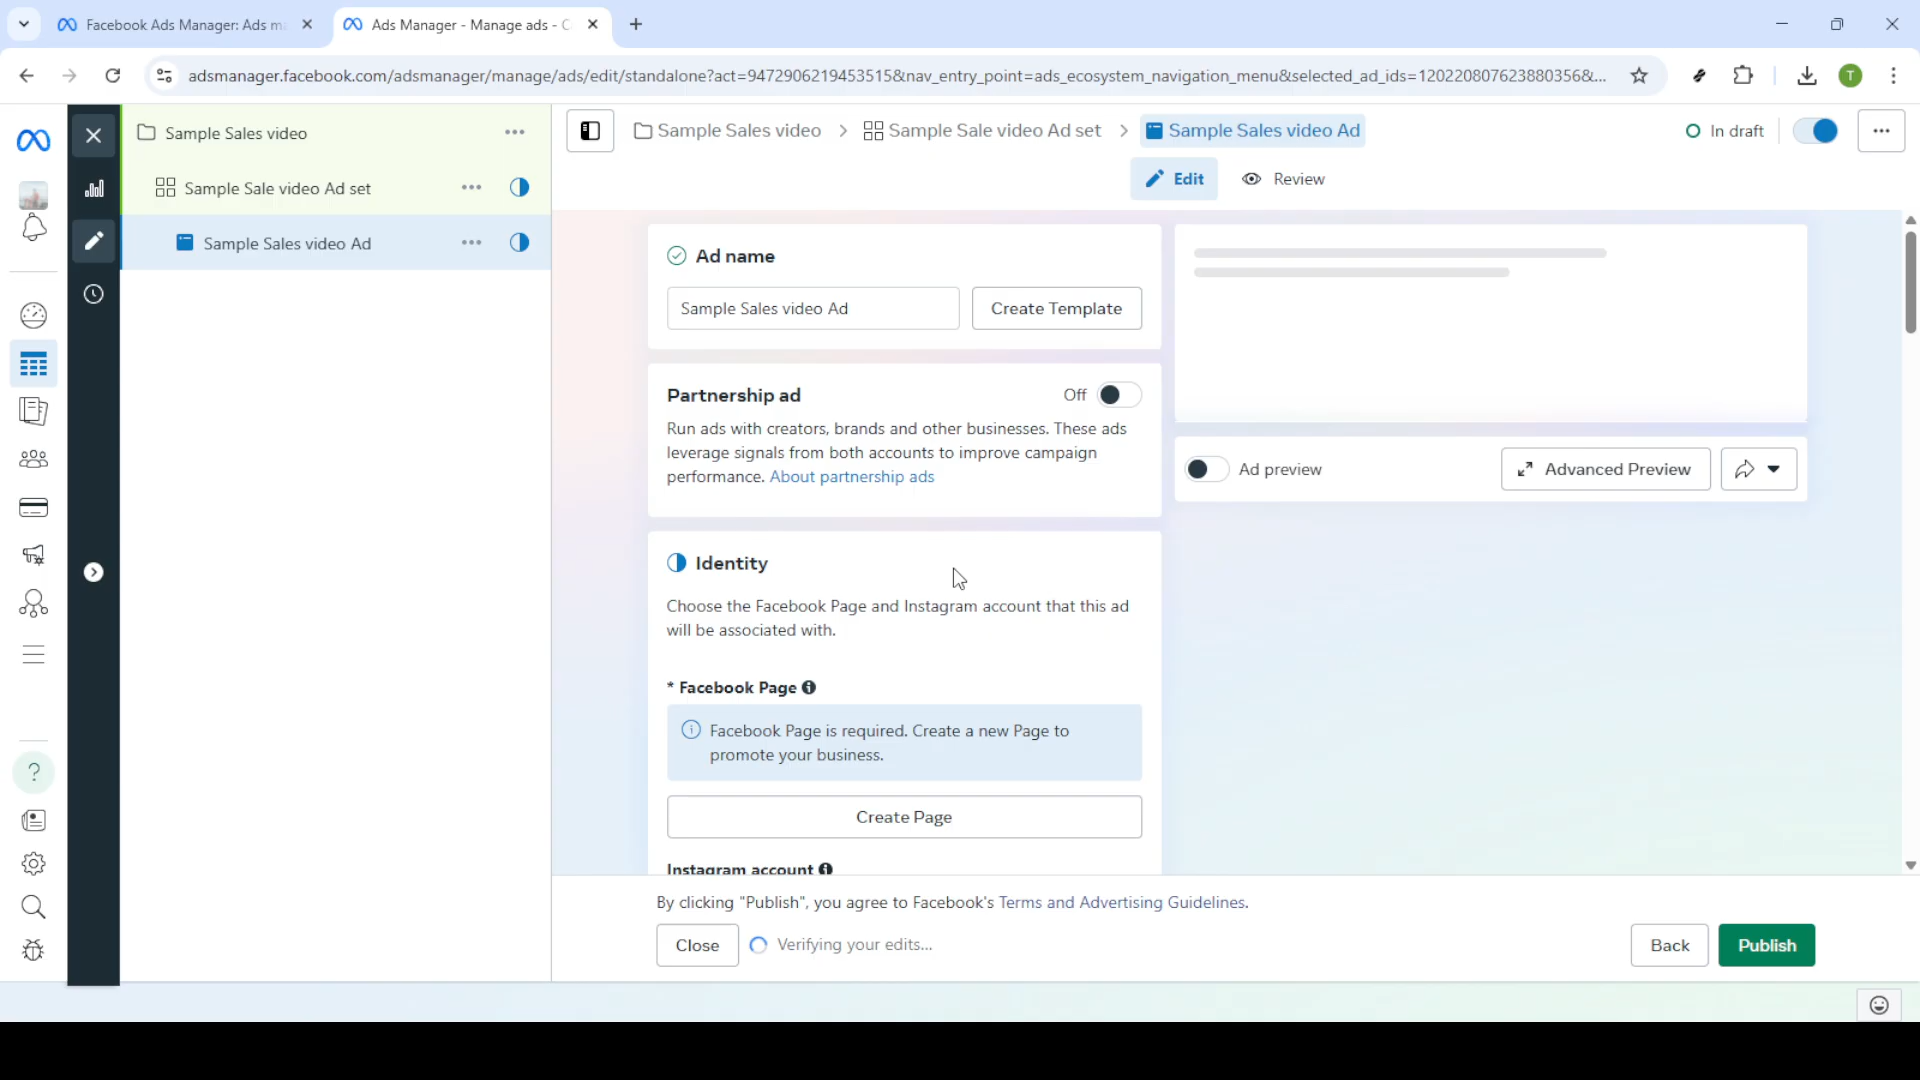 Facebook Ads Manager: Ads ma
Ads Manager - Manage ads - C
adsmanager.facebook.com/adsmanager/manage/ads/edit/standalone?act=9472906219453515&nav_entry_point=ads_ecosystem_navigation_menu&selected_ad_ids=120220807623880356&...
T
Sample Sales video
Sample Sale video Ad set
Sample Sales video Ad
Sample Sales video
Sample Sale video Ad set
Sample Sales video Ad
In draft
Edit
Review
Ad name
Sample Sales video Ad
Create Template
Partnership ad
Off
Run ads with creators, brands and other businesses. These ads
leverage signals from both accounts to improve campaign
performance. About partnership ads
Ad preview
Advanced Preview
Identity
Choose the Facebook Page and Instagram account that this ad
will be associated with.
* Facebook Page
Facebook Page is required. Create a new Page to
promote your business.
Create Page
Instagram account
By clicking "Publish", you agree to Facebook's Terms and Advertising Guidelines.
Close
Verifying your edits...
Back
Publish